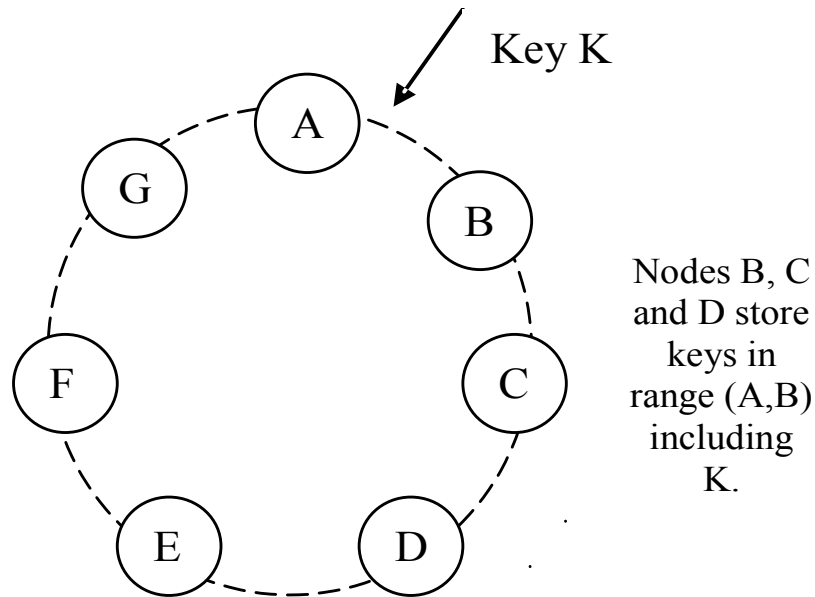 Key K
A
G
B
Nodes B, C
and D store
keys in
range (A,B)
including
K.
F
C
E
D